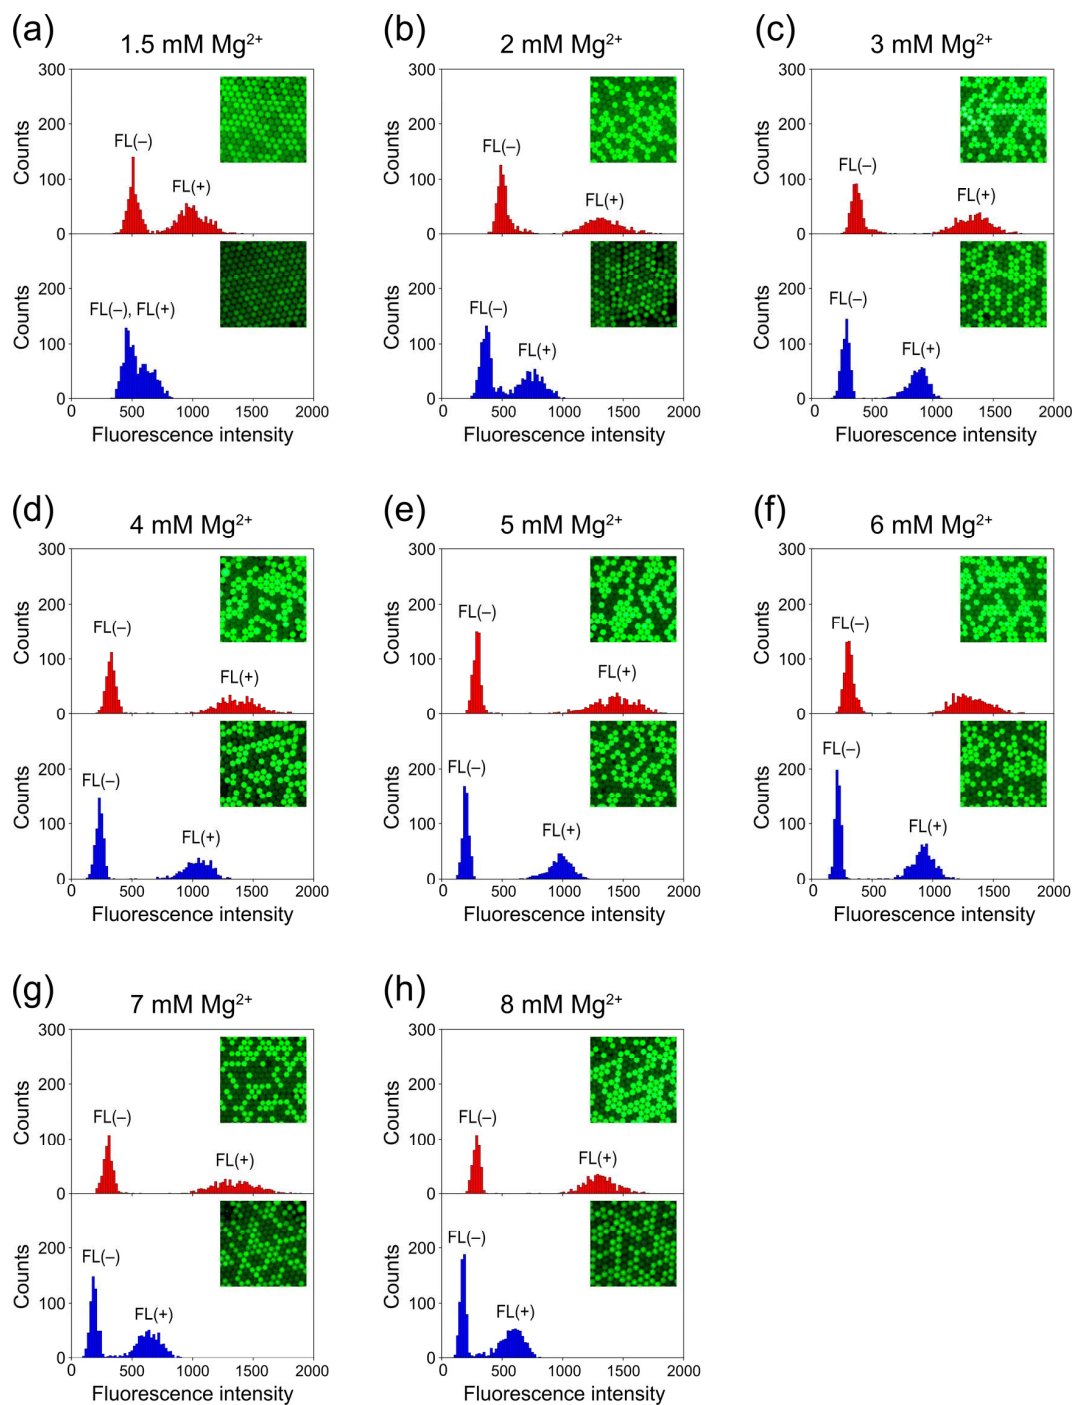 (a)
1.5 mM Mg²⁺
300
200
100
0
Counts
FL(–)
FL(+)
200
100
0
Counts
FL(–), FL(+)
0 500 1000 1500 2000
Fluorescence intensity
(b)
2 mM Mg²⁺
300
200
100
0
Counts
FL(–)
FL(+)
200
100
0
Counts
FL(–)
FL(+)
0 500 1000 1500 2000
Fluorescence intensity
(c)
3 mM Mg²⁺
300
200
100
0
Counts
FL(–)
FL(+)
200
100
0
Counts
FL(–)
FL(+)
0 500 1000 1500 2000
Fluorescence intensity
(d)
4 mM Mg²⁺
300
200
100
0
Counts
FL(–)
FL(+)
200
100
0
Counts
FL(–)
FL(+)
0 500 1000 1500 2000
Fluorescence intensity
(e)
5 mM Mg²⁺
300
200
100
0
Counts
FL(–)
FL(+)
200
100
0
Counts
FL(–)
FL(+)
0 500 1000 1500 2000
Fluorescence intensity
(f)
6 mM Mg²⁺
300
200
100
0
Counts
FL(–)
200
100
0
Counts
FL(–)
FL(+)
0 500 1000 1500 2000
Fluorescence intensity
(g)
7 mM Mg²⁺
300
200
100
0
Counts
FL(–)
FL(+)
200
100
0
Counts
FL(–)
FL(+)
0 500 1000 1500 2000
Fluorescence intensity
(h)
8 mM Mg²⁺
300
200
100
0
Counts
FL(–)
FL(+)
200
100
0
Counts
FL(–)
FL(+)
0 500 1000 1500 2000
Fluorescence intensity